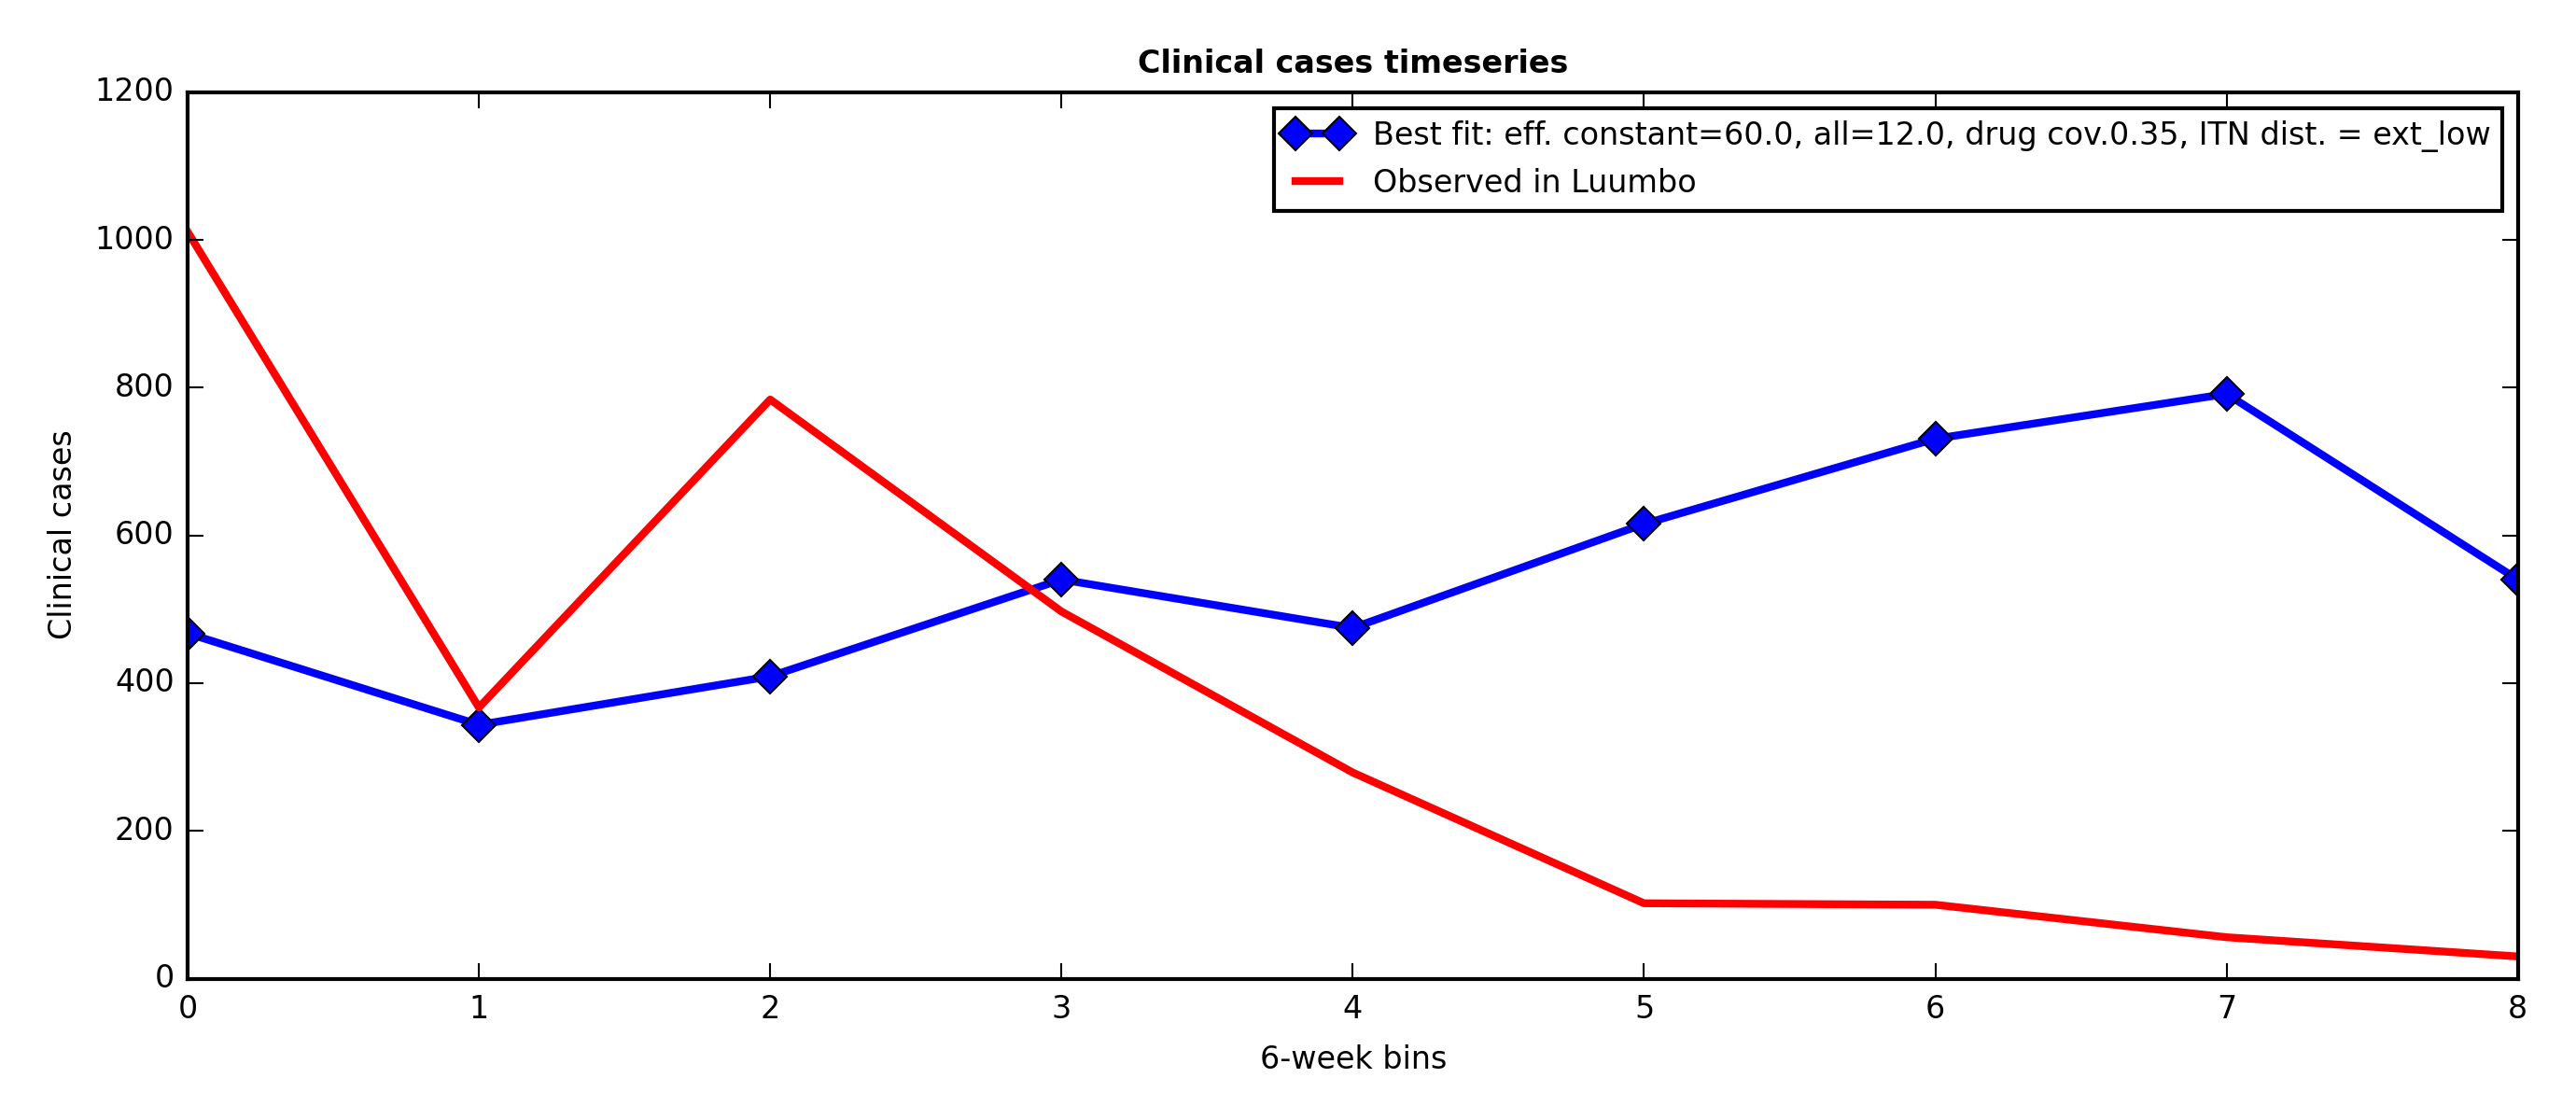 Clinical cases timeseries
1200
1000
800
600
400
200
0
Clinical cases
Best fit: eff. constant=60.0, all=12.0, drug cov.0.35, ITN dist. = ext_low
Observed in Luumbo
0 1 2 3 4 5 6 7 8
6-week bins